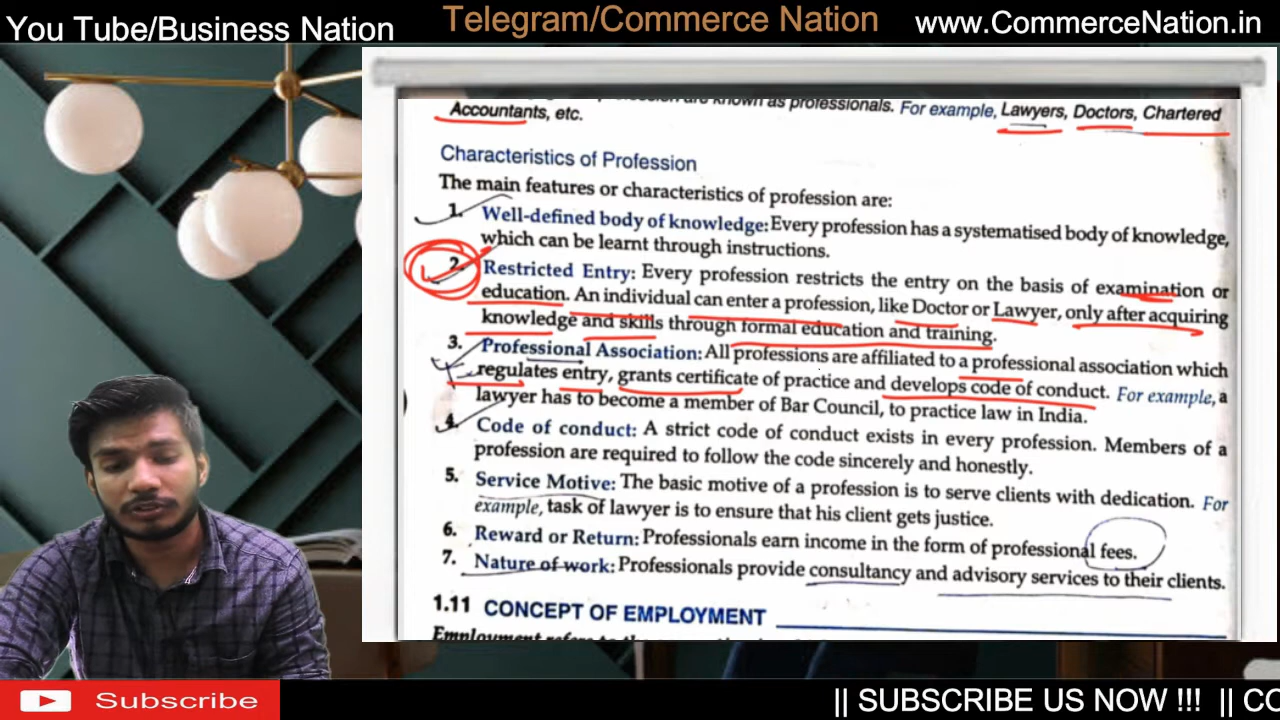 You Tube/Business Nation
Telegram/Commerce Nation
www.CommerceNation.in
are known as professionals. For example, Lawyers, Doctors, Chartered
Accountants, etc.
Characteristics of Profession
The main features or characteristics of profession are:
1. Well-defined body of knowledge: Every profession has a systematised body of knowledge,
which can be learnt through instructions.
2. Restricted Entry: Every profession restricts the entry on the basis of examination or
education. An individual can enter a profession, like Doctor or Lawyer, only after acquiring
knowledge and skills through formal education and training.
3. Professional Association: All professions are affiliated to a professional association which
regulates entry, grants certificate of practice and develops code of conduct. For example, a
lawyer has to become a member of Bar Council, to practice law in India.
4. Code of conduct: A strict code of conduct exists in every profession. Members of a
profession are required to follow the code sincerely and honestly.
5. Service Motive: The basic motive of a profession is to serve clients with dedication. For
example, task of lawyer is to ensure that his client gets justice.
6. Reward or Return: Professionals earn income in the form of professional fees.
7. Nature of work: Professionals provide consultancy and advisory services to their clients.
1.11 CONCEPT OF EMPLOYMENT
Employment refers to the
Subscribe
|| SUBSCRIBE US NOW !!! || CO